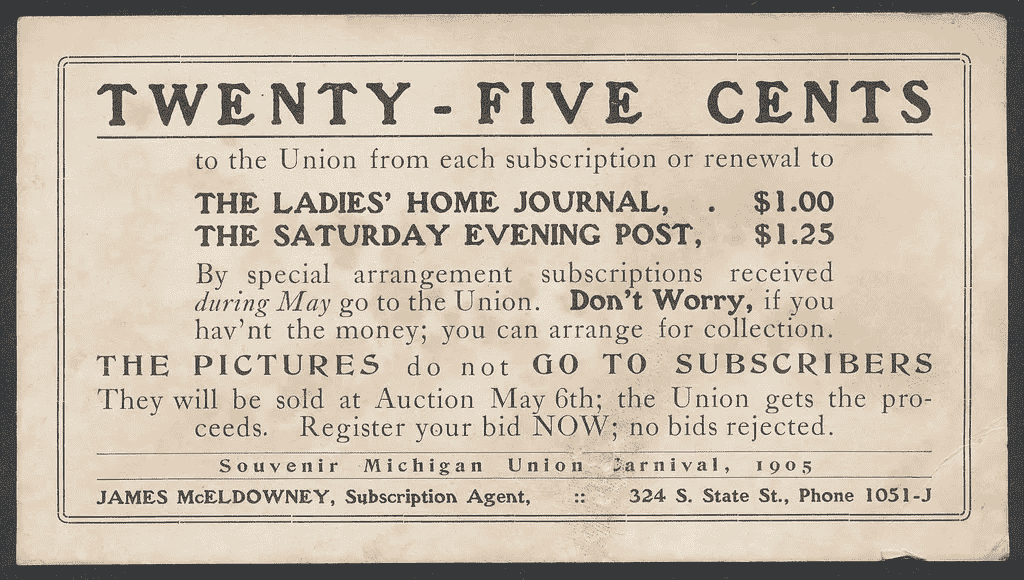 TWENTY-FIVE CENTS
to the Union from each subscription or renewal to
THE LADIES' HOME JOURNAL, . $1.00
THE SATURDAY EVENING POST, $1.25
By special arrangement subscriptions received
during May go to the Union. Don't Worry, if you
hav'nt the money; you can arrange for collection.
THE PICTURES do not GO TO SUBSCRIBERS
They will be sold at Auction May 6th; the Union gets the pro-
ceeds. Register your bid NOW; no bids rejected.
Souvenir Michigan Union Carnival, 1905
JAMES McELDOWNEY, Subscription Agent, :: 324 S. State St., Phone 1051-J